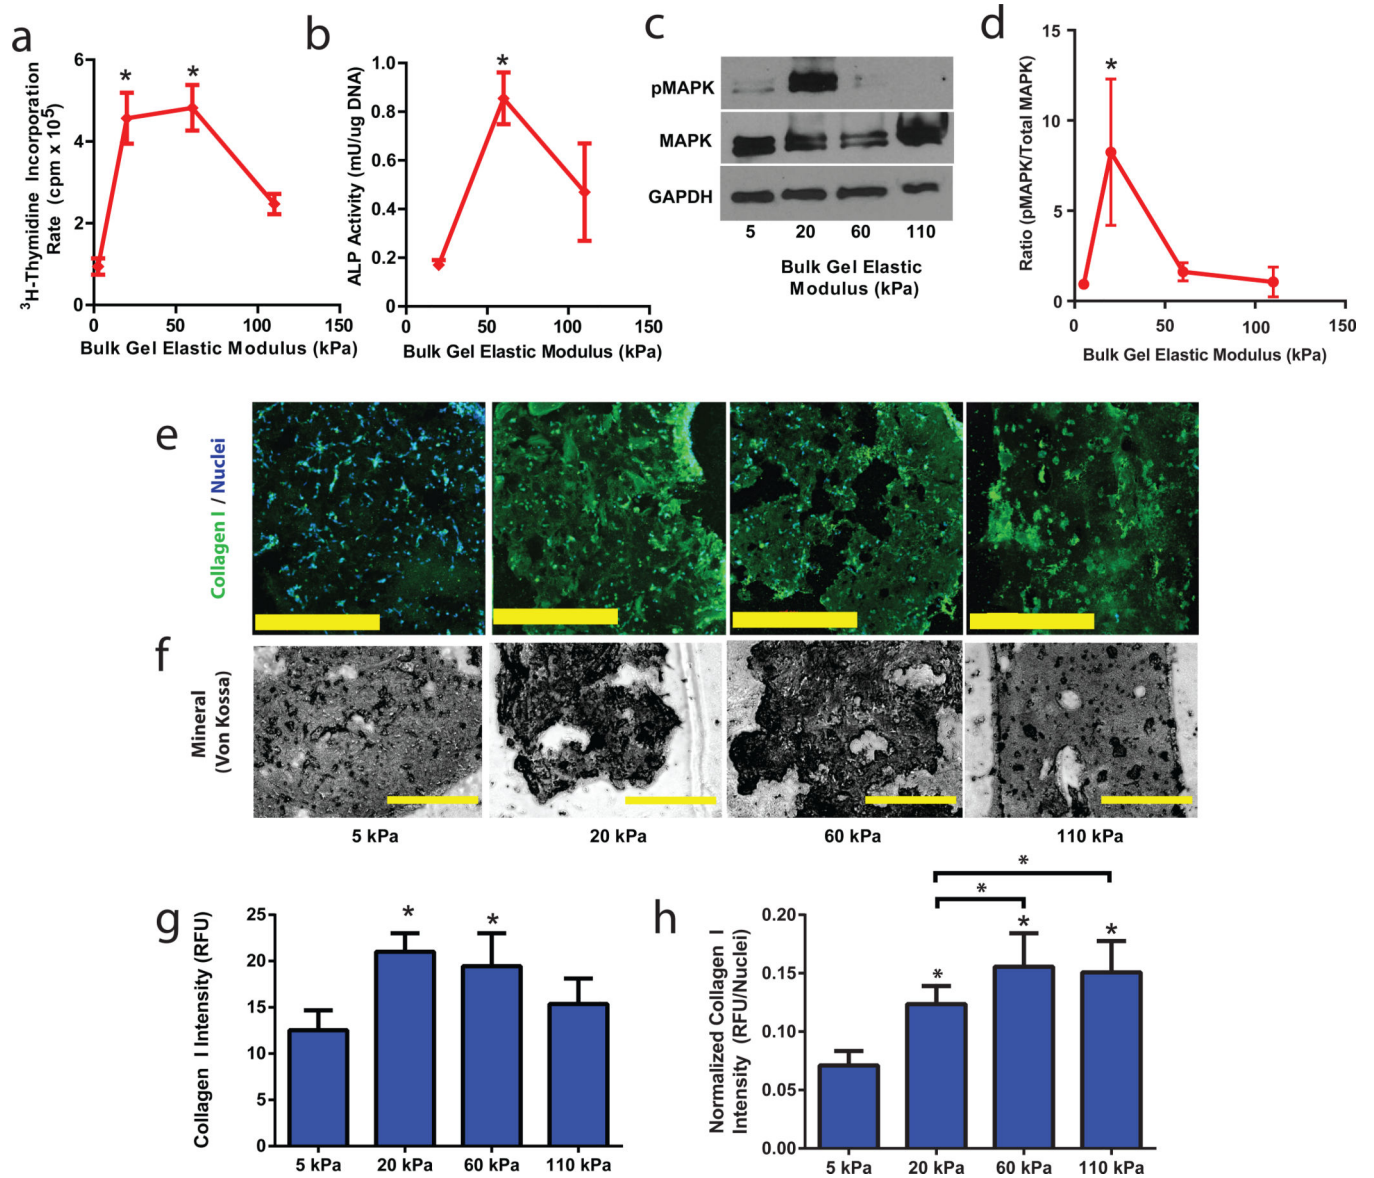 a
³H-Thymidine Incorporation
Rate (cpm x 10⁵)
6
4
2
0
* *
0 50 100 150
Bulk Gel Elastic Modulus (kPa)
b
ALP Activity (mU/ug DNA)
1.0
0.8
0.6
0.4
0.2
0
*
0 50 100 150
Bulk Gel Elastic Modulus (kPa)
c
pMAPK
MAPK
GAPDH
5 20 60 110
Bulk Gel Elastic
Modulus (kPa)
d
Ratio (pMAPK/Total MAPK)
15
10
5
0
*
0 50 100 150
Bulk Gel Elastic Modulus (kPa)
e
Collagen I / Nuclei
f
Mineral
(Von Kossa)
5 kPa 20 kPa 60 kPa 110 kPa
g
Collagen I Intensity (RFU)
25
20
15
10
5
0
* *
5 kPa 20 kPa 60 kPa 110 kPa
h
Normalized Collagen I
Intensity (RFU/Nuclei)
0.20
0.15
0.10
0.05
0.00
*
*
* * *
5 kPa 20 kPa 60 kPa 110 kPa